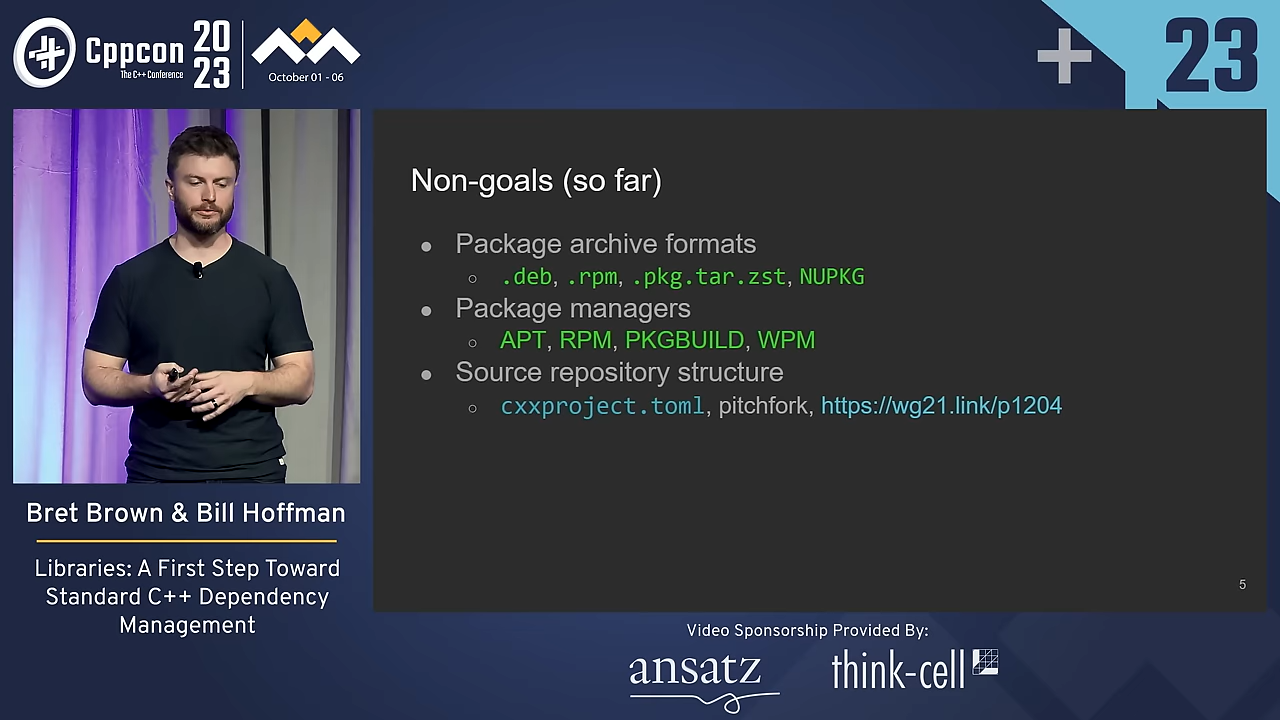 Cppcon
The C++ Conference
20
23
October 01 - 06
23
Non-goals (so far)
Package archive formats
.deb, .rpm, .pkg.tar.zst, NUPKG
Package managers
APT, RPM, PKGBUILD, WPM
Source repository structure
cxxproject.toml, pitchfork, https://wg21.link/p1204
5
Bret Brown & Bill Hoffman
Libraries: A First Step Toward
Standard C++ Dependency
Management
Video Sponsorship Provided By:
ansatz
think-cell